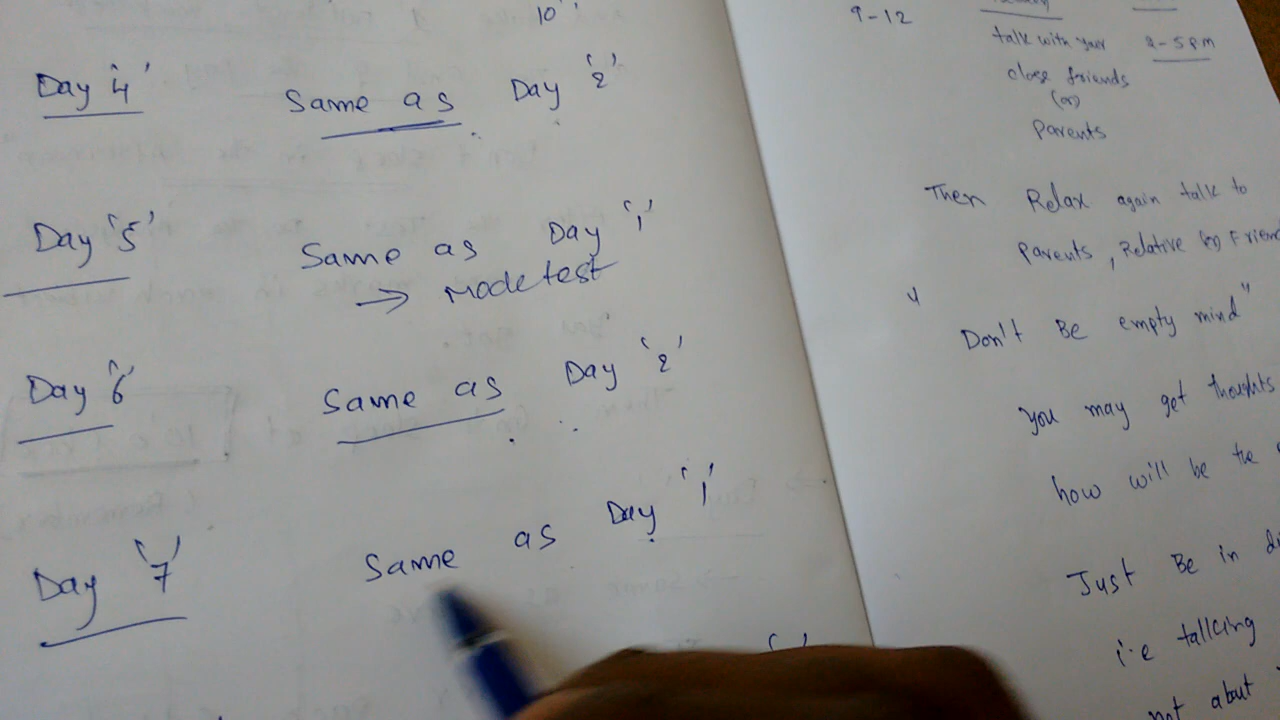 10
Day '4' Same as Day '2'
Day '5' Same as Day '1'
→ Mode test
Day '6' Same as Day '2'
Day '7' Same as Day '1'
9-12
talk with your
close friends
(or)
parents
2-5pm
Then Relax again talk to
parents, Relative (or) Friend
" Don't Be empty mind"
You may get thoughts
how will be the
Just Be in
i.e talking
not about